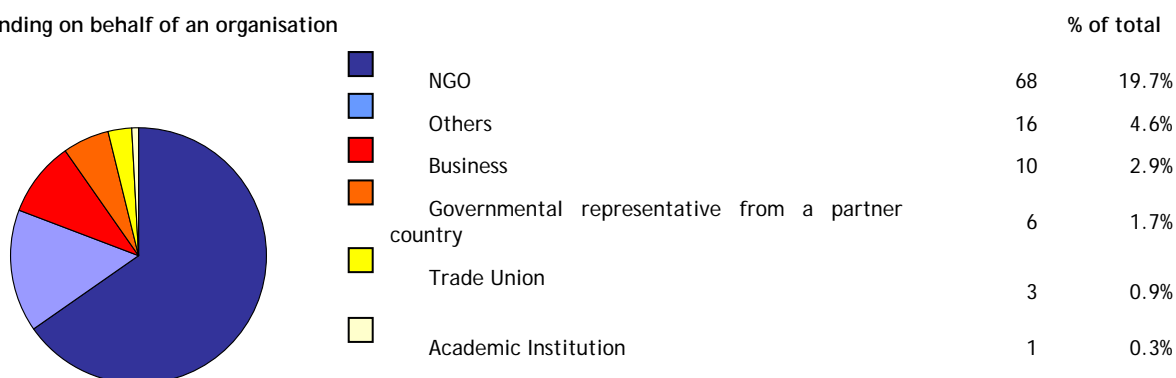 on behalf of an organisation % of total
NGO 68 19.7%
Others 16 4.6%
Business 10 2.9%
Governmental representative from a partner
country 6 1.7%
Trade Union 3 0.9%
Academic Institution 1 0.3%